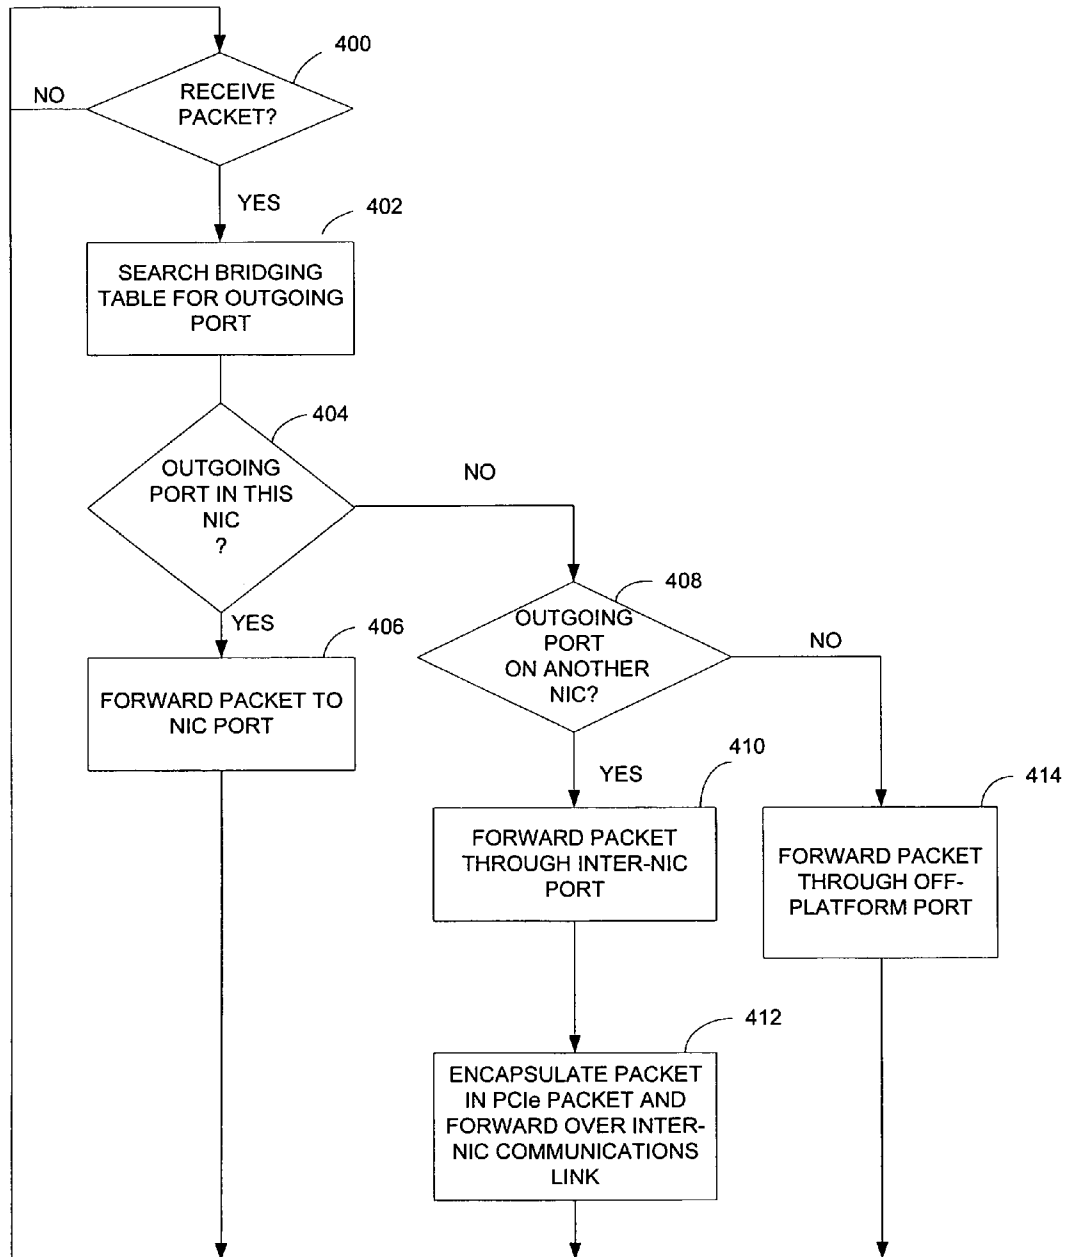 400
RECEIVE
PACKET?
NO
YES
402
SEARCH BRIDGING
TABLE FOR OUTGOING
PORT
404
OUTGOING
PORT IN THIS
NIC
?
NO
YES
406
FORWARD PACKET TO
NIC PORT
408
OUTGOING
PORT
ON ANOTHER
NIC?
NO
YES
410
FORWARD PACKET
THROUGH INTER-NIC
PORT
414
FORWARD PACKET
THROUGH OFF-
PLATFORM PORT
412
ENCAPSULATE PACKET
IN PCIe PACKET AND
FORWARD OVER INTER-
NIC COMMUNICATIONS
LINK